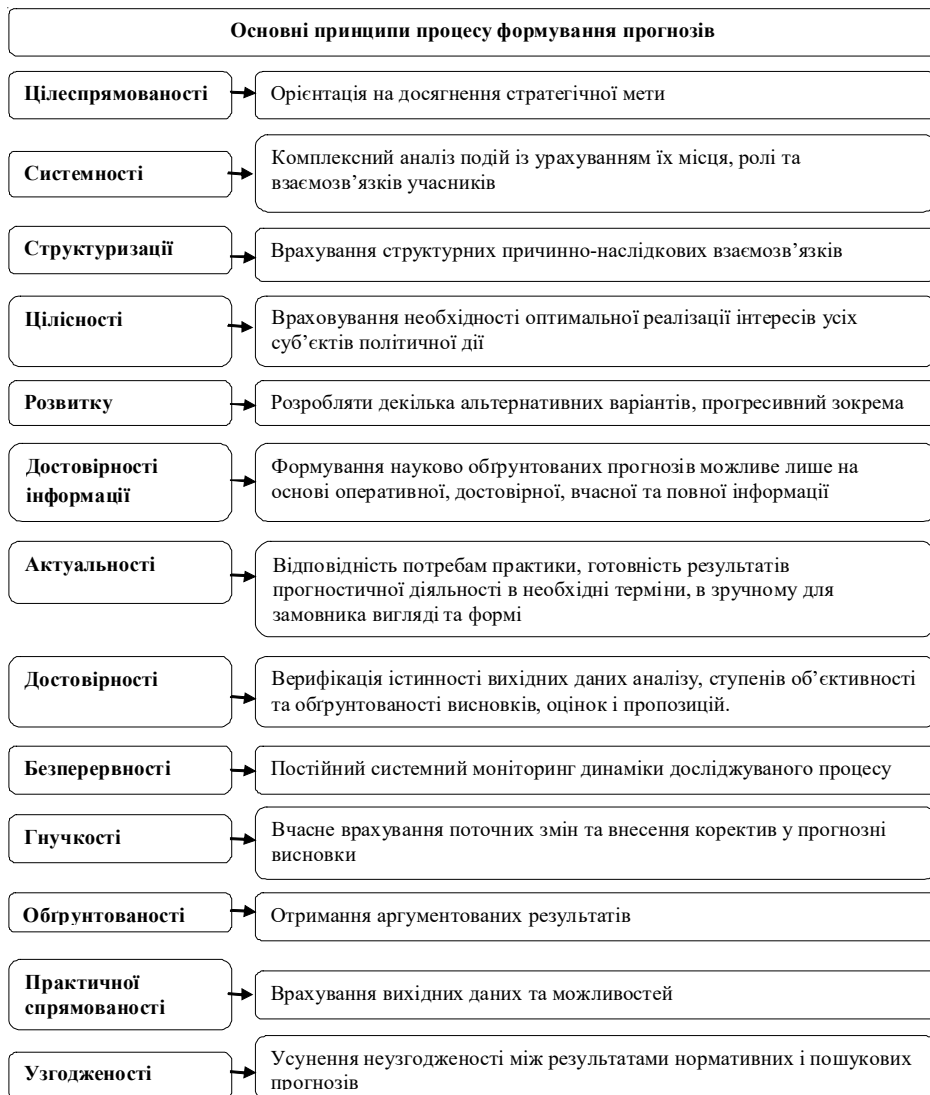 Основні принципи процесу формування прогнозів
Цілеспрямованості
Орієнтація на досягнення стратегічної мети
Системності
Комплексний аналіз подій із урахуванням їх місця, ролі та
взаємозв’язків учасників
Структуризації
Врахування структурних причинно-наслідкових взаємозв’язків
Цілісності
Враховування необхідності оптимальної реалізації інтересів усіх
суб’єктів політичної дії
Розвитку
Розробляти декілька альтернативних варіантів, прогресивний зокрема
Достовірності
інформації
Формування науково обґрунтованих прогнозів можливе лише на
основі оперативної, достовірної, вчасної та повної інформації
Актуальності
Відповідність потребам практики, готовність результатів
прогностичної діяльності в необхідні терміни, в зручному для
замовника вигляді та формі
Достовірності
Верифікація істинності вихідних даних аналізу, ступенів об’єктивності
та обґрунтованості висновків, оцінок і пропозицій.
Безперервності
Постійний системний моніторинг динаміки досліджуваного процесу
Гнучкості
Вчасне врахування поточних змін та внесення коректив у прогнозні
висновки
Обґрунтованості
Отримання аргументованих результатів
Практичної
спрямованості
Врахування вихідних даних та можливостей
Узгодженості
Усунення неузгодженості між результатами нормативних і пошукових
прогнозів